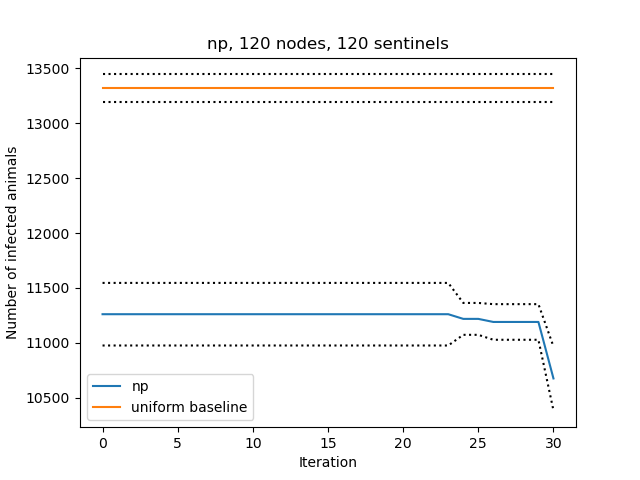 np, 120 nodes, 120 sentinels
Number of infected animals
13500
13000
12500
12000
11500
11000
10500
np
uniform baseline
0 5 10 15 20 25 30
Iteration